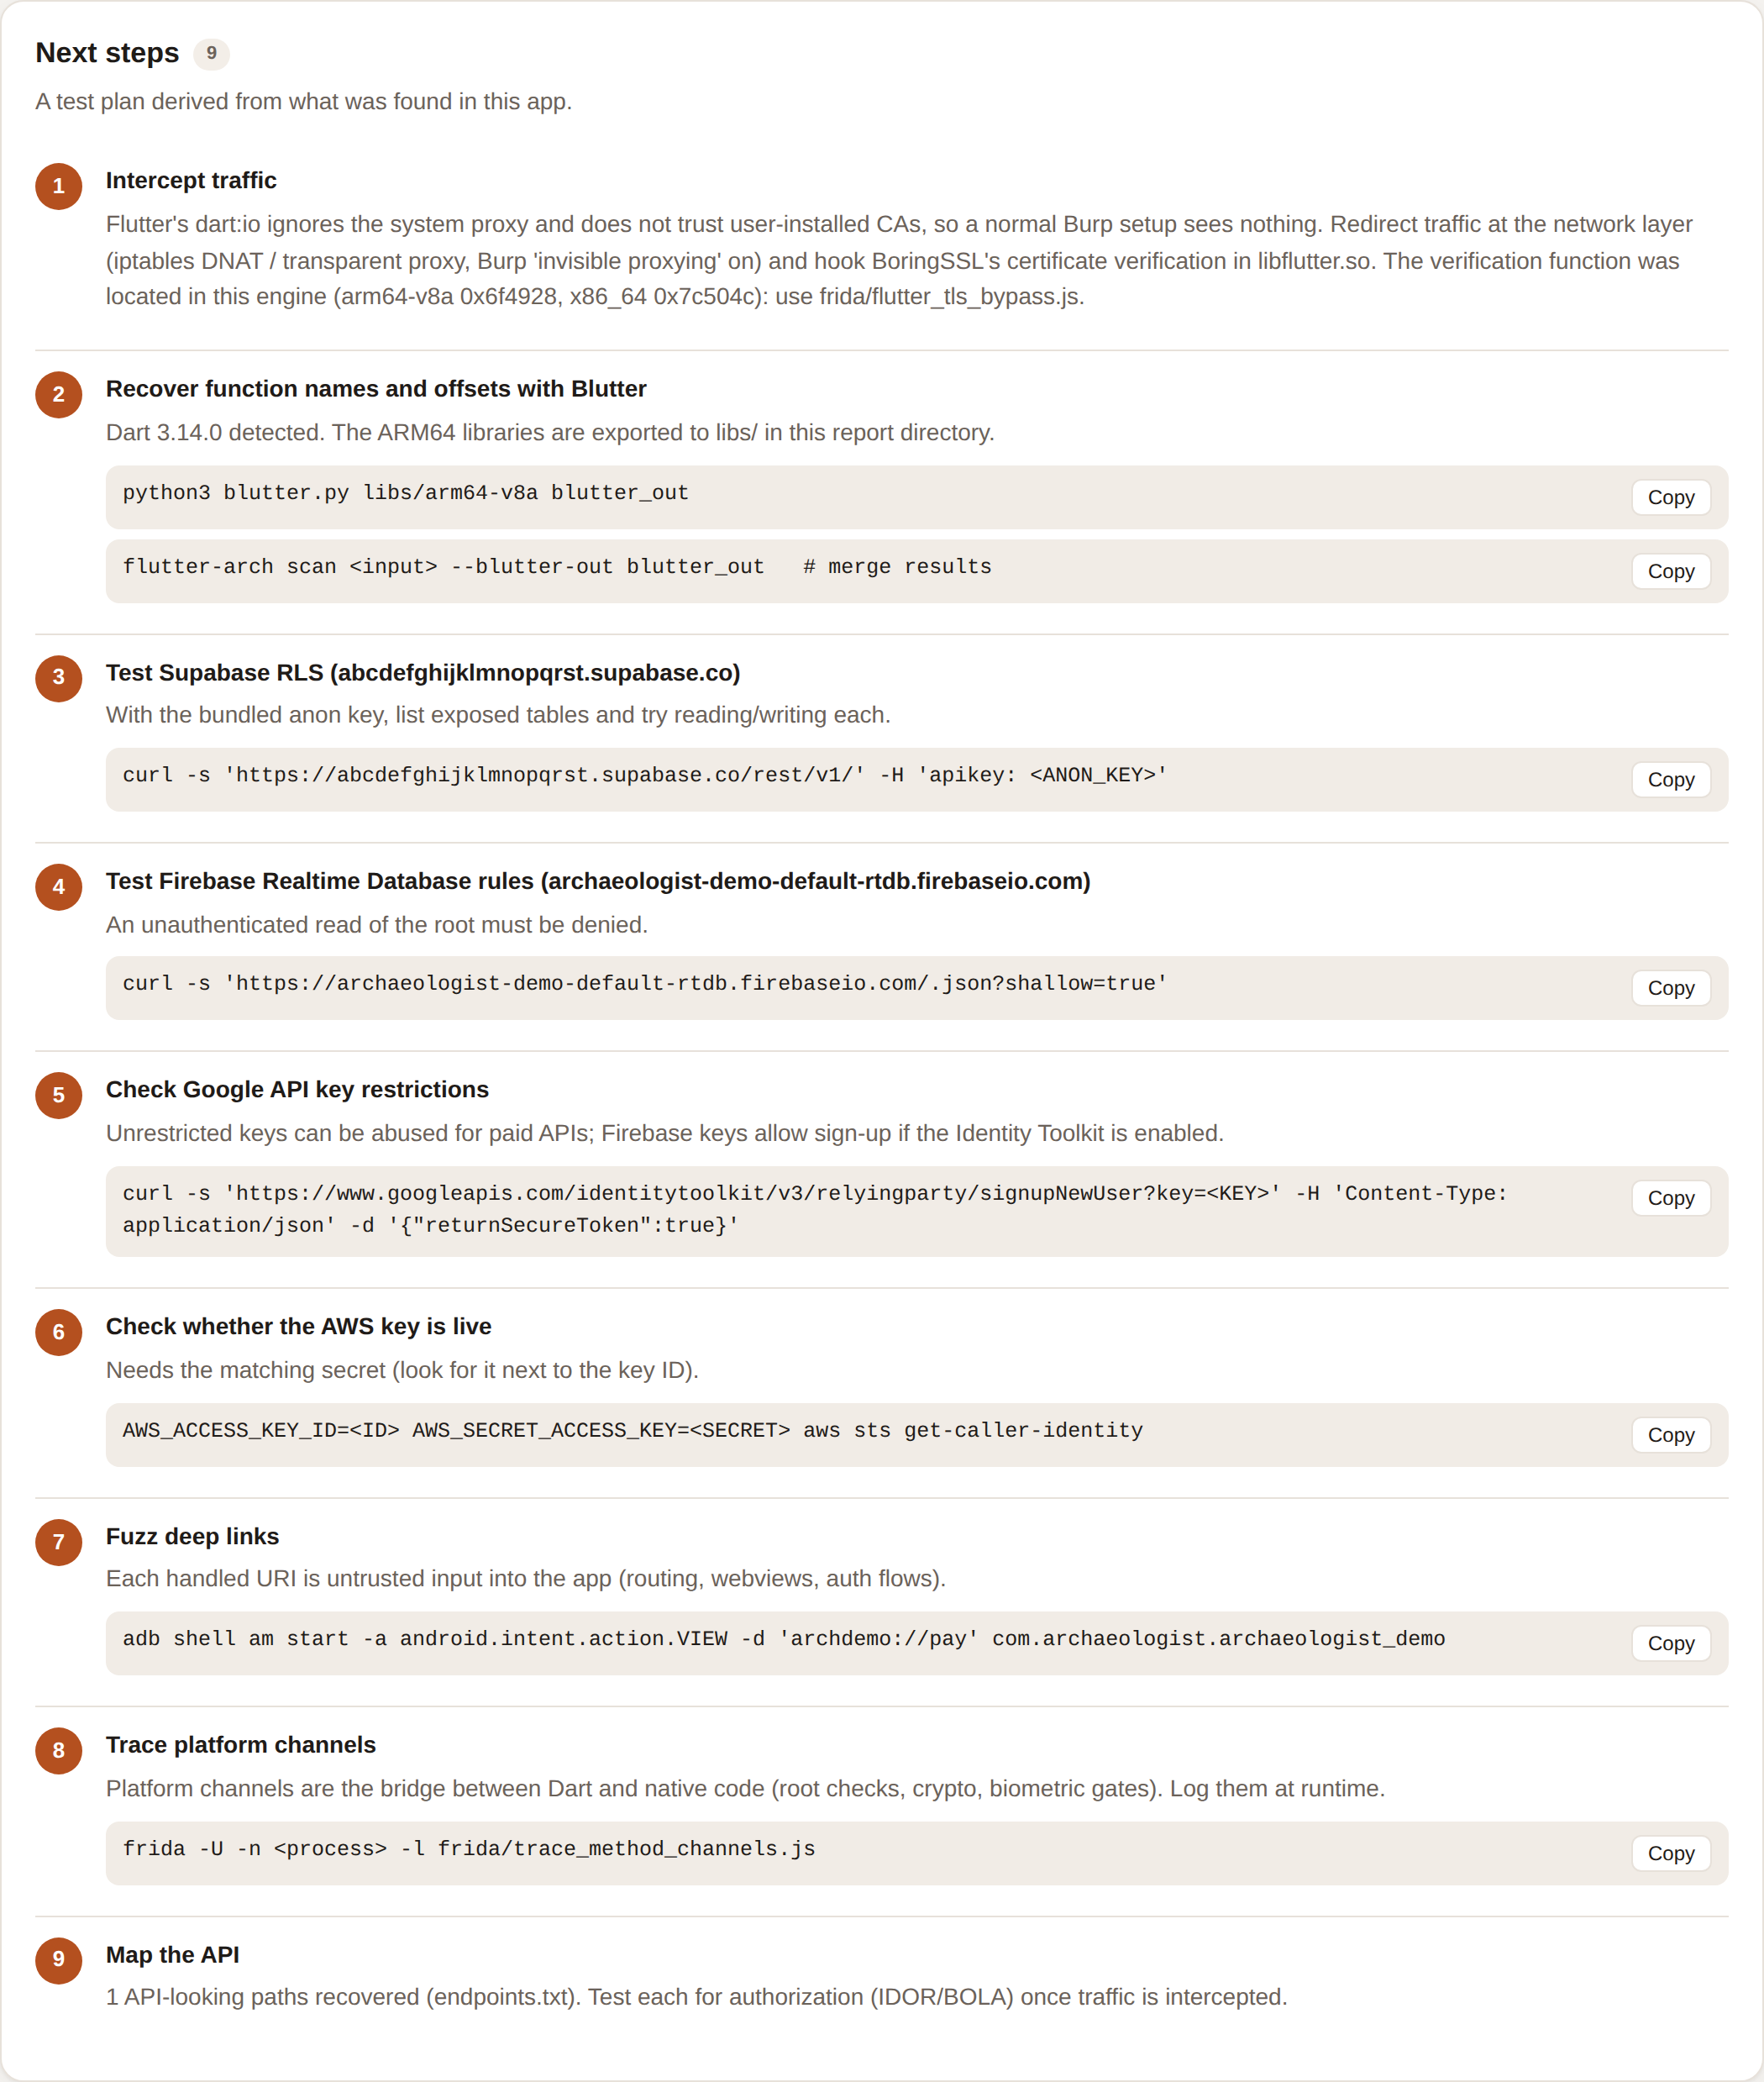 Next steps 9
A test plan derived from what was found in this app.
1 Intercept traffic
Flutter's dart:io ignores the system proxy and does not trust user-installed CAs, so a normal Burp setup sees nothing. Redirect traffic at the network layer
(iptables DNAT / transparent proxy, Burp 'invisible proxying' on) and hook BoringSSL's certificate verification in libflutter.so. The verification function was
located in this engine (arm64-v8a 0x6f4928, x86_64 0x7c504c): use frida/flutter_tls_bypass.js.
2 Recover function names and offsets with Blutter
Dart 3.14.0 detected. The ARM64 libraries are exported to libs/ in this report directory.
python3 blutter.py libs/arm64-v8a blutter_out Copy
flutter-arch scan <input> --blutter-out blutter_out   # merge results Copy
3 Test Supabase RLS (abcdefghijklmnopqrst.supabase.co)
With the bundled anon key, list exposed tables and try reading/writing each.
curl -s 'https://abcdefghijklmnopqrst.supabase.co/rest/v1/' -H 'apikey: <ANON_KEY>' Copy
4 Test Firebase Realtime Database rules (archaeologist-demo-default-rtdb.firebaseio.com)
An unauthenticated read of the root must be denied.
curl -s 'https://archaeologist-demo-default-rtdb.firebaseio.com/.json?shallow=true' Copy
5 Check Google API key restrictions
Unrestricted keys can be abused for paid APIs; Firebase keys allow sign-up if the Identity Toolkit is enabled.
curl -s 'https://www.googleapis.com/identitytoolkit/v3/relyingparty/signupNewUser?key=<KEY>' -H 'Content-Type: Copy
application/json' -d '{"returnSecureToken":true}'
6 Check whether the AWS key is live
Needs the matching secret (look for it next to the key ID).
AWS_ACCESS_KEY_ID=<ID> AWS_SECRET_ACCESS_KEY=<SECRET> aws sts get-caller-identity Copy
7 Fuzz deep links
Each handled URI is untrusted input into the app (routing, webviews, auth flows).
adb shell am start -a android.intent.action.VIEW -d 'archdemo://pay' com.archaeologist.archaeologist_demo Copy
8 Trace platform channels
Platform channels are the bridge between Dart and native code (root checks, crypto, biometric gates). Log them at runtime.
frida -U -n <process> -l frida/trace_method_channels.js Copy
9 Map the API
1 API-looking paths recovered (endpoints.txt). Test each for authorization (IDOR/BOLA) once traffic is intercepted.